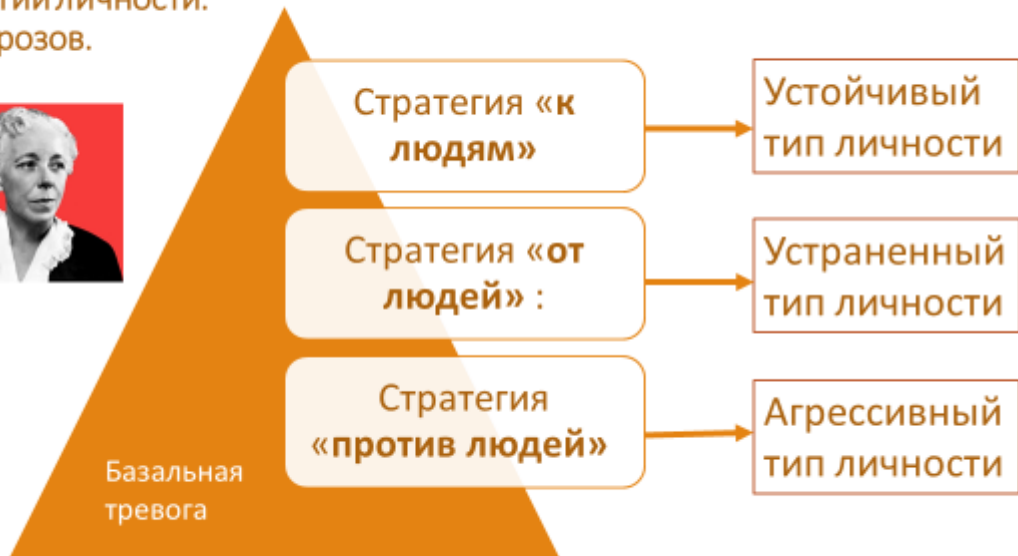 личности.
Стратегия «к
людям»
Устойчивый
тип личности
Стратегия «от
людей» :
Устраненный
тип личности
Стратегия
«против людей»
Агрессивный
тип личности
Базальная
тревога